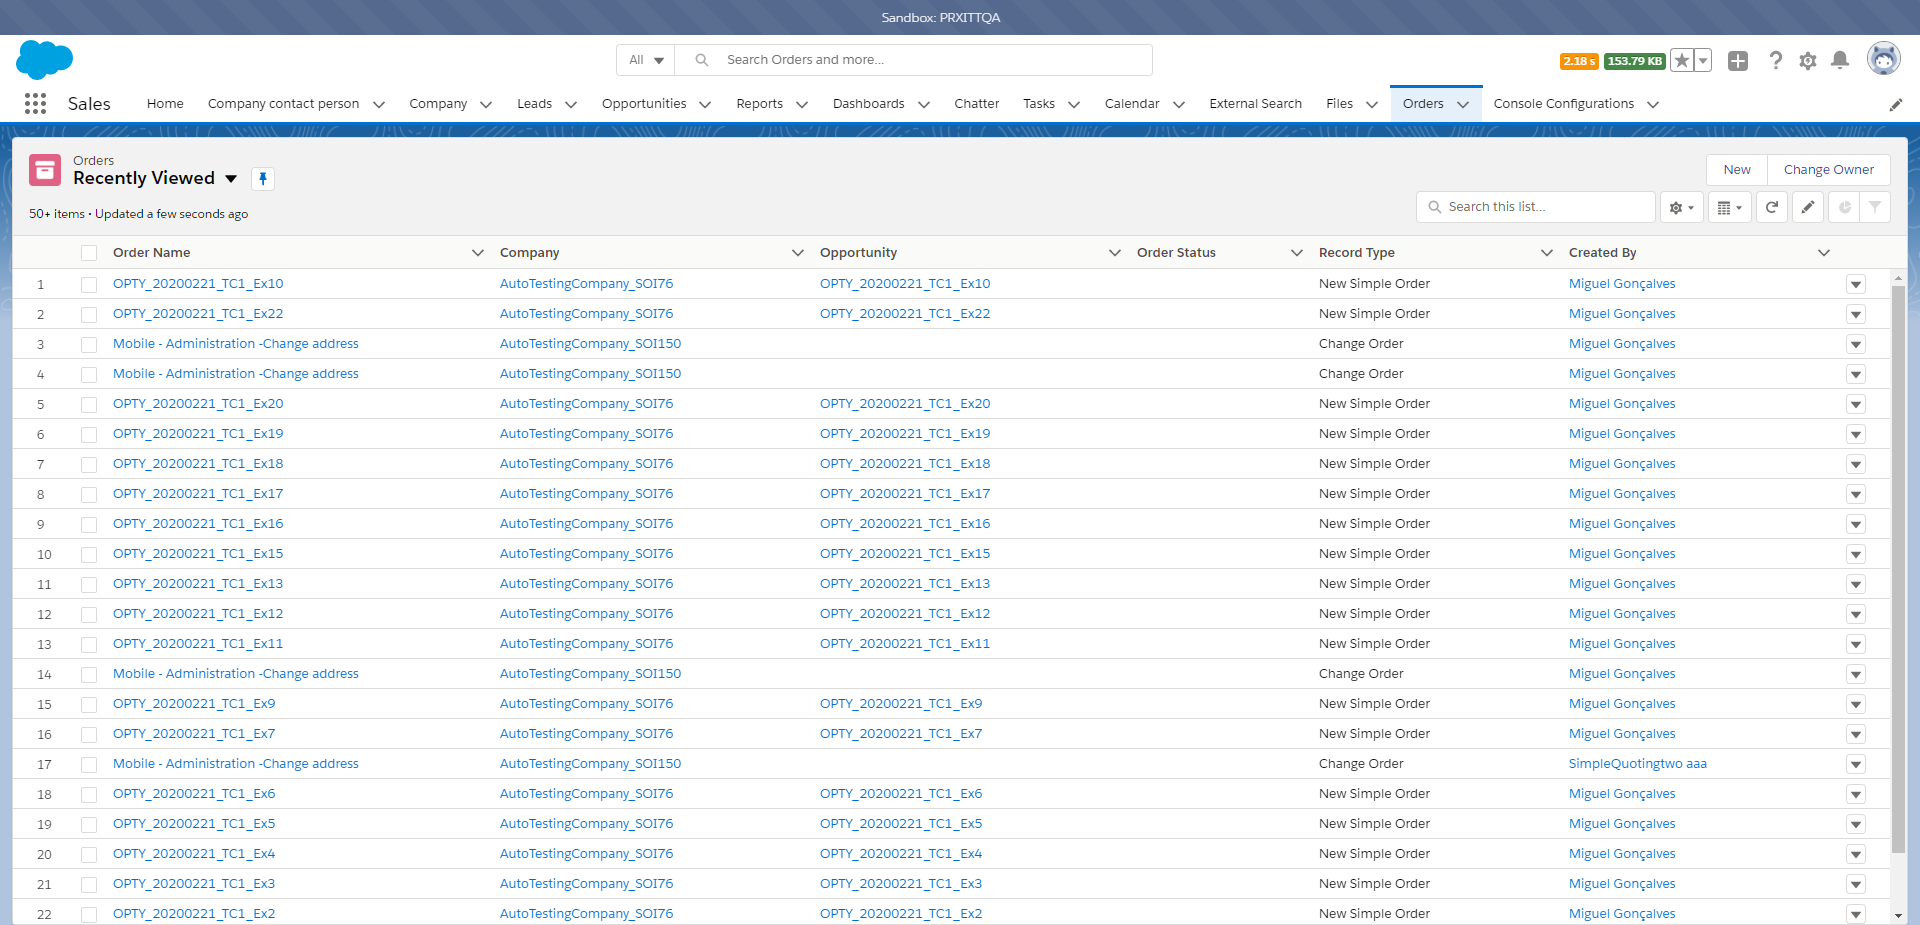 Sandbox: PRXITTQA
All Search Orders and more... 2.18 s 153.79 KB
Sales Home Company contact person Company Leads Opportunities Reports Dashboards Chatter Tasks Calendar External Search Files Orders Console Configurations
Orders
Recently Viewed
New Change Owner
50+ items • Updated a few seconds ago
Search this list...
Order Name Company Opportunity Order Status Record Type Created By
1 OPTY_20200221_TC1_Ex10 AutoTestingCompany_SOI76 OPTY_20200221_TC1_Ex10 New Simple Order Miguel Gonçalves
2 OPTY_20200221_TC1_Ex22 AutoTestingCompany_SOI76 OPTY_20200221_TC1_Ex22 New Simple Order Miguel Gonçalves
3 Mobile - Administration -Change address AutoTestingCompany_SOI150 Change Order Miguel Gonçalves
4 Mobile - Administration -Change address AutoTestingCompany_SOI150 Change Order Miguel Gonçalves
5 OPTY_20200221_TC1_Ex20 AutoTestingCompany_SOI76 OPTY_20200221_TC1_Ex20 New Simple Order Miguel Gonçalves
6 OPTY_20200221_TC1_Ex19 AutoTestingCompany_SOI76 OPTY_20200221_TC1_Ex19 New Simple Order Miguel Gonçalves
7 OPTY_20200221_TC1_Ex18 AutoTestingCompany_SOI76 OPTY_20200221_TC1_Ex18 New Simple Order Miguel Gonçalves
8 OPTY_20200221_TC1_Ex17 AutoTestingCompany_SOI76 OPTY_20200221_TC1_Ex17 New Simple Order Miguel Gonçalves
9 OPTY_20200221_TC1_Ex16 AutoTestingCompany_SOI76 OPTY_20200221_TC1_Ex16 New Simple Order Miguel Gonçalves
10 OPTY_20200221_TC1_Ex15 AutoTestingCompany_SOI76 OPTY_20200221_TC1_Ex15 New Simple Order Miguel Gonçalves
11 OPTY_20200221_TC1_Ex13 AutoTestingCompany_SOI76 OPTY_20200221_TC1_Ex13 New Simple Order Miguel Gonçalves
12 OPTY_20200221_TC1_Ex12 AutoTestingCompany_SOI76 OPTY_20200221_TC1_Ex12 New Simple Order Miguel Gonçalves
13 OPTY_20200221_TC1_Ex11 AutoTestingCompany_SOI76 OPTY_20200221_TC1_Ex11 New Simple Order Miguel Gonçalves
14 Mobile - Administration -Change address AutoTestingCompany_SOI150 Change Order Miguel Gonçalves
15 OPTY_20200221_TC1_Ex9 AutoTestingCompany_SOI76 OPTY_20200221_TC1_Ex9 New Simple Order Miguel Gonçalves
16 OPTY_20200221_TC1_Ex7 AutoTestingCompany_SOI76 OPTY_20200221_TC1_Ex7 New Simple Order Miguel Gonçalves
17 Mobile - Administration -Change address AutoTestingCompany_SOI150 Change Order SimpleQuotingtwo aaa
18 OPTY_20200221_TC1_Ex6 AutoTestingCompany_SOI76 OPTY_20200221_TC1_Ex6 New Simple Order Miguel Gonçalves
19 OPTY_20200221_TC1_Ex5 AutoTestingCompany_SOI76 OPTY_20200221_TC1_Ex5 New Simple Order Miguel Gonçalves
20 OPTY_20200221_TC1_Ex4 AutoTestingCompany_SOI76 OPTY_20200221_TC1_Ex4 New Simple Order Miguel Gonçalves
21 OPTY_20200221_TC1_Ex3 AutoTestingCompany_SOI76 OPTY_20200221_TC1_Ex3 New Simple Order Miguel Gonçalves
22 OPTY_20200221_TC1_Ex2 AutoTestingCompany_SOI76 OPTY_20200221_TC1_Ex2 New Simple Order Miguel Gonçalves